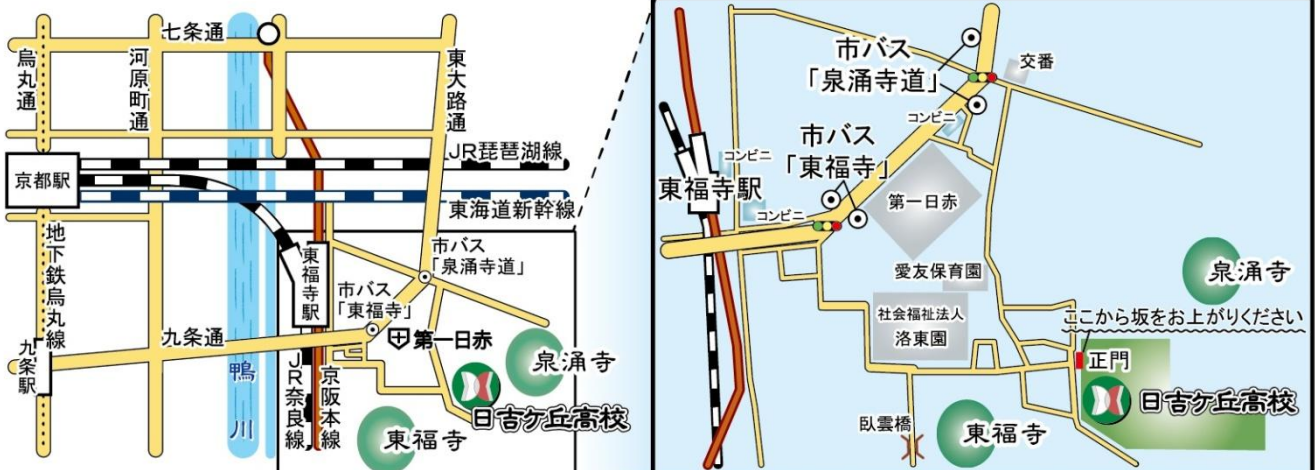 七条通
烏丸通
河原町通
東大路通
JR琵琶湖線
京都駅
東海道新幹線
地下鉄烏丸線
東福寺駅
市バス
「泉涌寺道」
市バス
「東福寺」
九条通
第一日赤
九条駅
鴨川
JR奈良線
京阪本線
泉涌寺
日吉ケ丘高校
東福寺
市バス
「泉涌寺道」
交番
コンビニ
市バス
「東福寺」
コンビニ
東福寺駅
コンビニ
第一日赤
愛友保育園
泉涌寺
社会福祉法人
洛東園
ここから坂をお上がりください
正門
日吉ケ丘高校
臥雲橋
東福寺